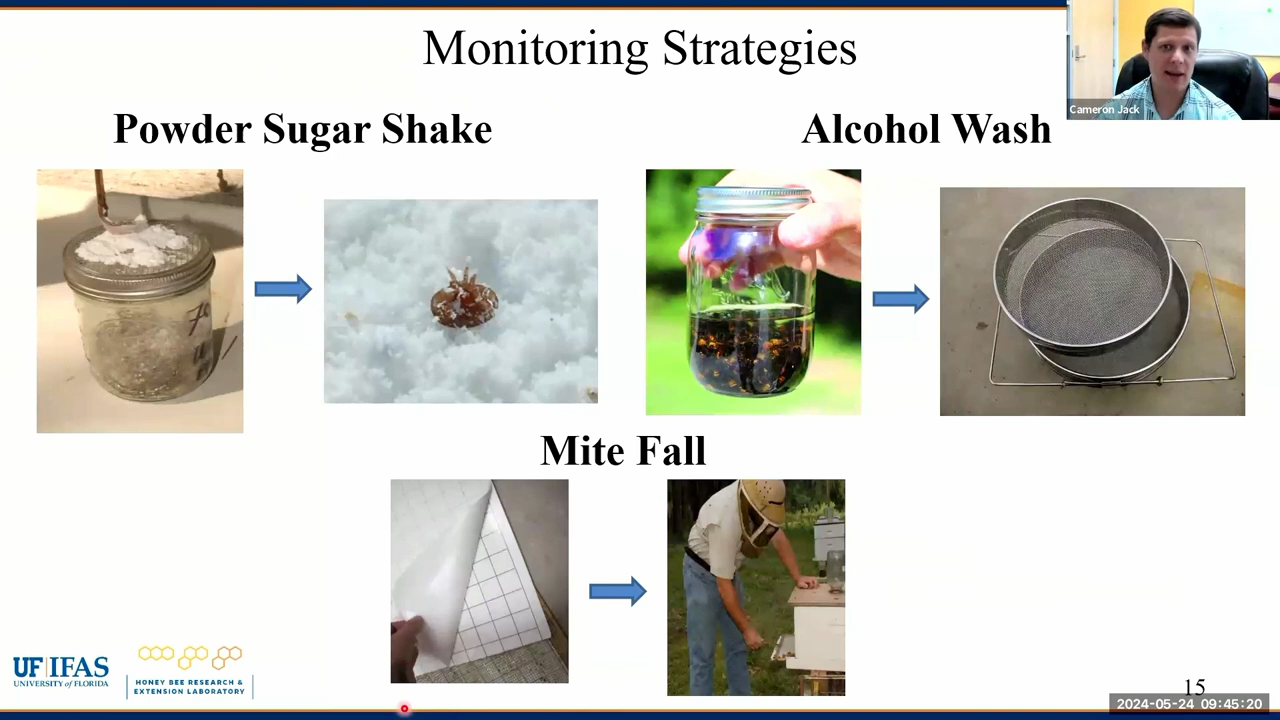 Monitoring Strategies
Cameron Jack
Powder Sugar Shake
Alcohol Wash
Mite Fall
UF IFAS
UNIVERSITY of FLORIDA
HONEY BEE RESEARCH &
EXTENSION LABORATORY
15
2024-05-24 09:45:20